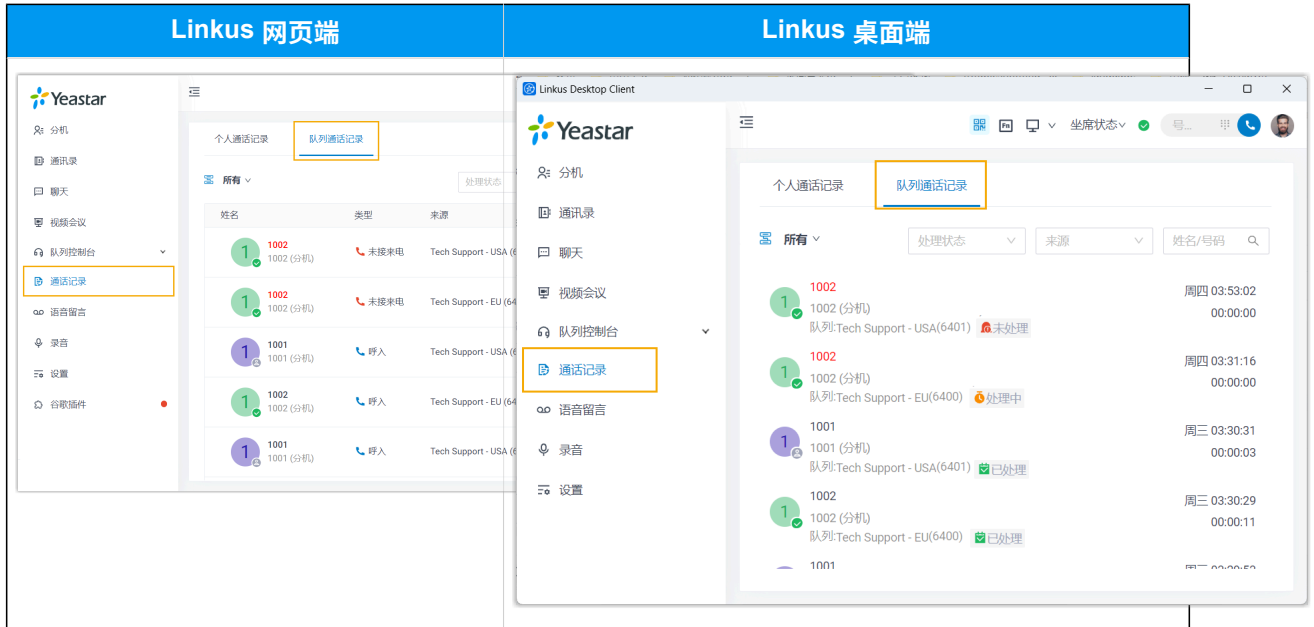 Linkus 网页端
Linkus 桌面端
Yeastar
分机
通讯录
聊天
视频会议
队列控制台
通话记录
语音留言
录音
设置
谷歌插件
个人通话记录
队列通话记录
所有
处理状态
姓名
类型
来源
1002
1002 (分机)
未接来电
Tech Support - USA (6
1002
1002 (分机)
未接来电
Tech Support - EU (64
1001
1001 (分机)
呼入
Tech Support - USA (6
1002
1002 (分机)
呼入
Tech Support - EU (64
1001
1001 (分机)
呼入
Tech Support - USA (6
Linkus Desktop Client
Yeastar
分机
通讯录
聊天
视频会议
队列控制台
通话记录
语音留言
录音
设置
Fn
坐席状态
号...
个人通话记录
队列通话记录
所有
处理状态
来源
姓名/号码
1002
周四 03:53:02
1002 (分机)
00:00:00
队列:Tech Support - USA(6401) 未处理
1002
周四 03:31:16
1002 (分机)
00:00:00
队列:Tech Support - EU(6400) 处理中
1001
周三 03:30:31
1001 (分机)
00:00:03
队列:Tech Support - USA(6401) 已处理
1002
周三 03:30:29
1002 (分机)
00:00:11
队列:Tech Support - EU(6400) 已处理
1001